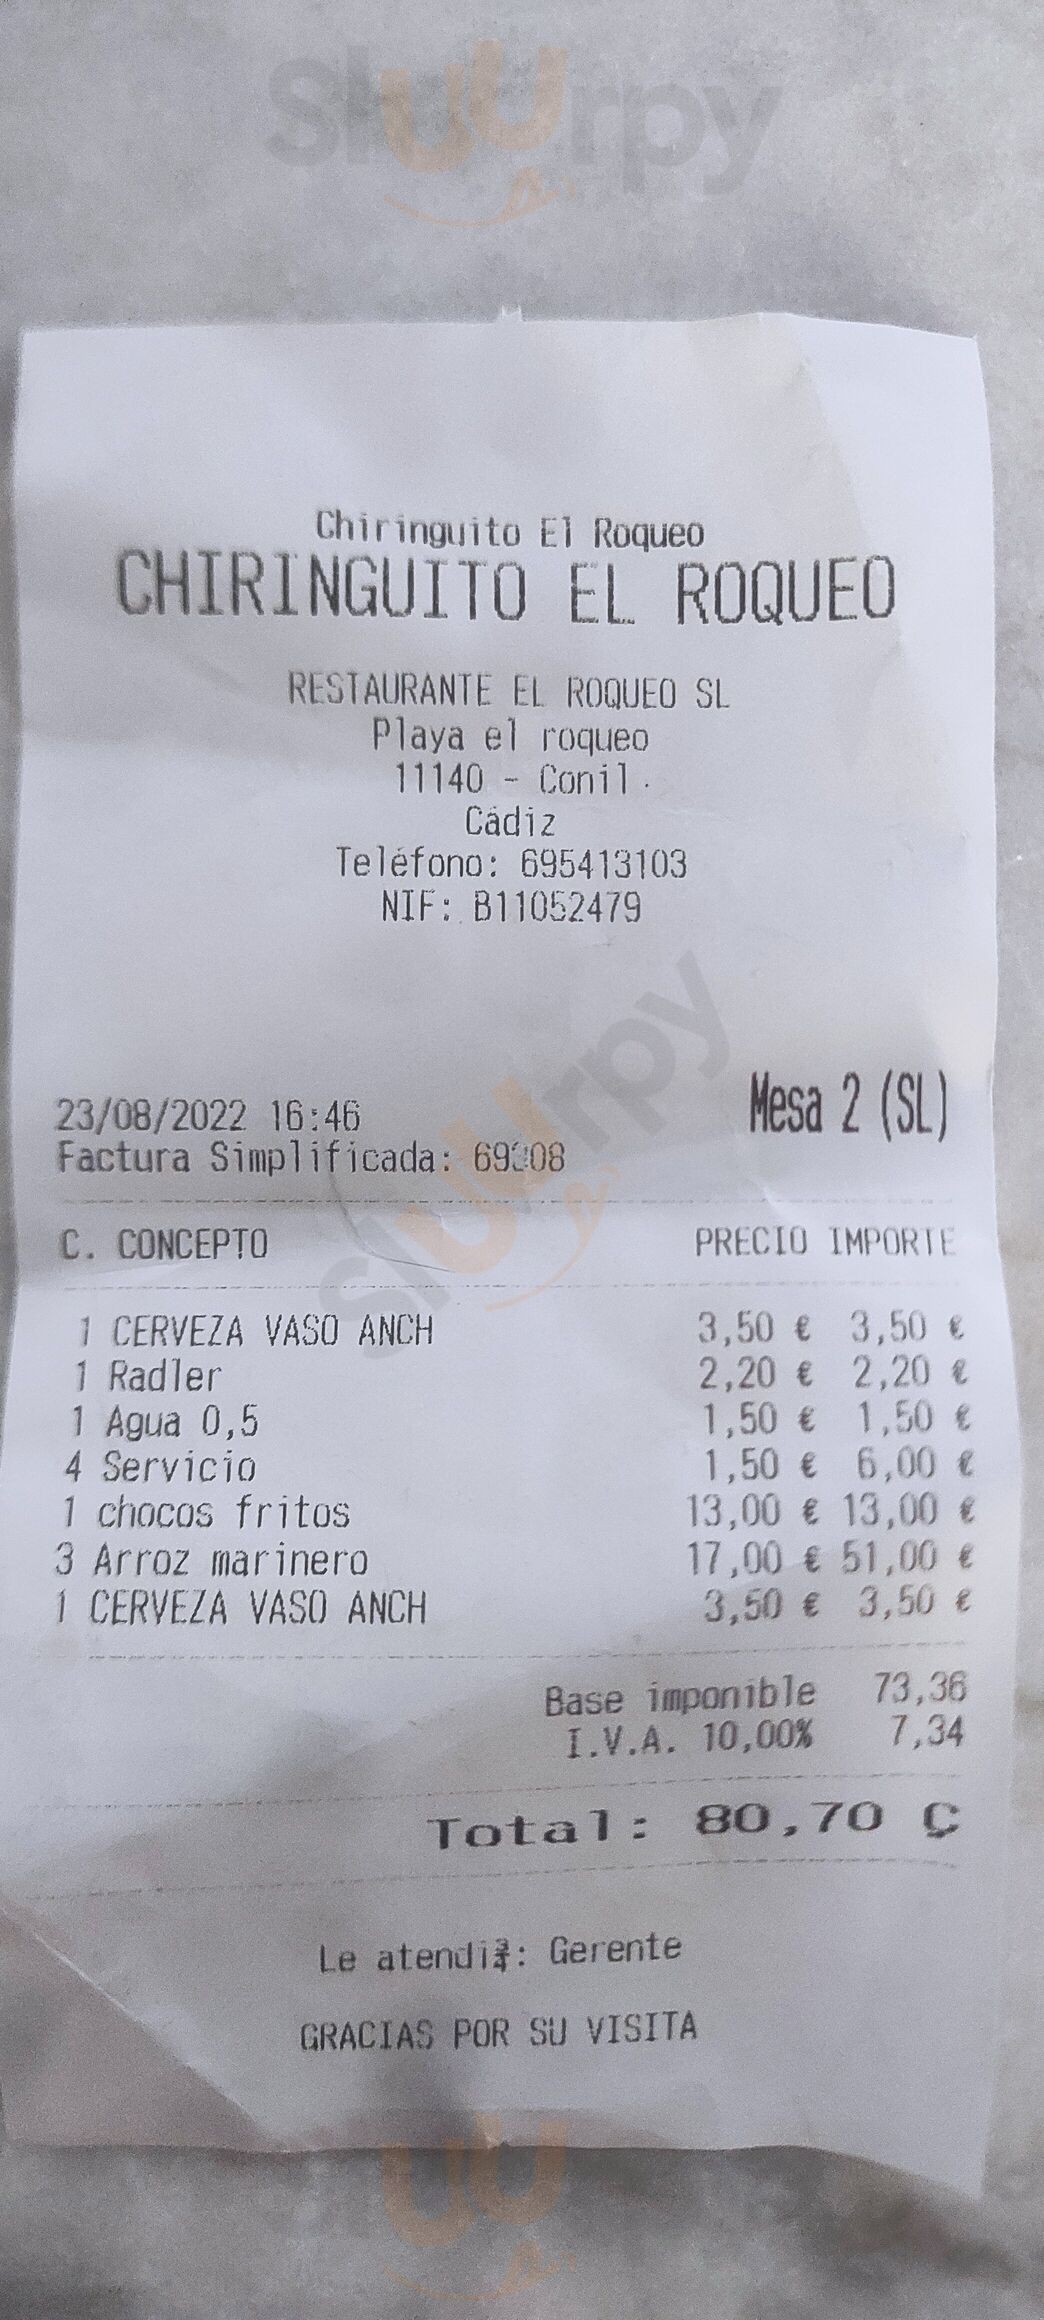 Sluurpy
Chiringuito El Roqueo
CHIRINGUITO EL ROQUEO
RESTAURANTE EL ROQUEO SL
Playa el roqueo
11140 - Conil
Cádiz
Teléfono: 695413103
NIF: B11052479
Mesa 2 (SL)
23/08/2022 16:46
Factura Simplificada:
Sluurpy
C. CONCEPTO PRECIO IMPORTE
1 CERVEZA VASO ANCH 3,50 € 3,50 €
1 Radler 2,20 € 2,20 €
1 Agua 0,5 1,50 € 1,50 €
4 Servicio 1,50 € 6,00 €
1 chocos fritos 13,00 € 13,00 €
3 Arroz marinero 17,00 € 51,00 €
1 CERVEZA VASO ANCH 3,50 € 3,50 €
Base imponible 73,36
I.V.A. 10,00% 7,34
Total: 80,70 Ç
Le : Gerente
GRACIAS POR SU VISITA